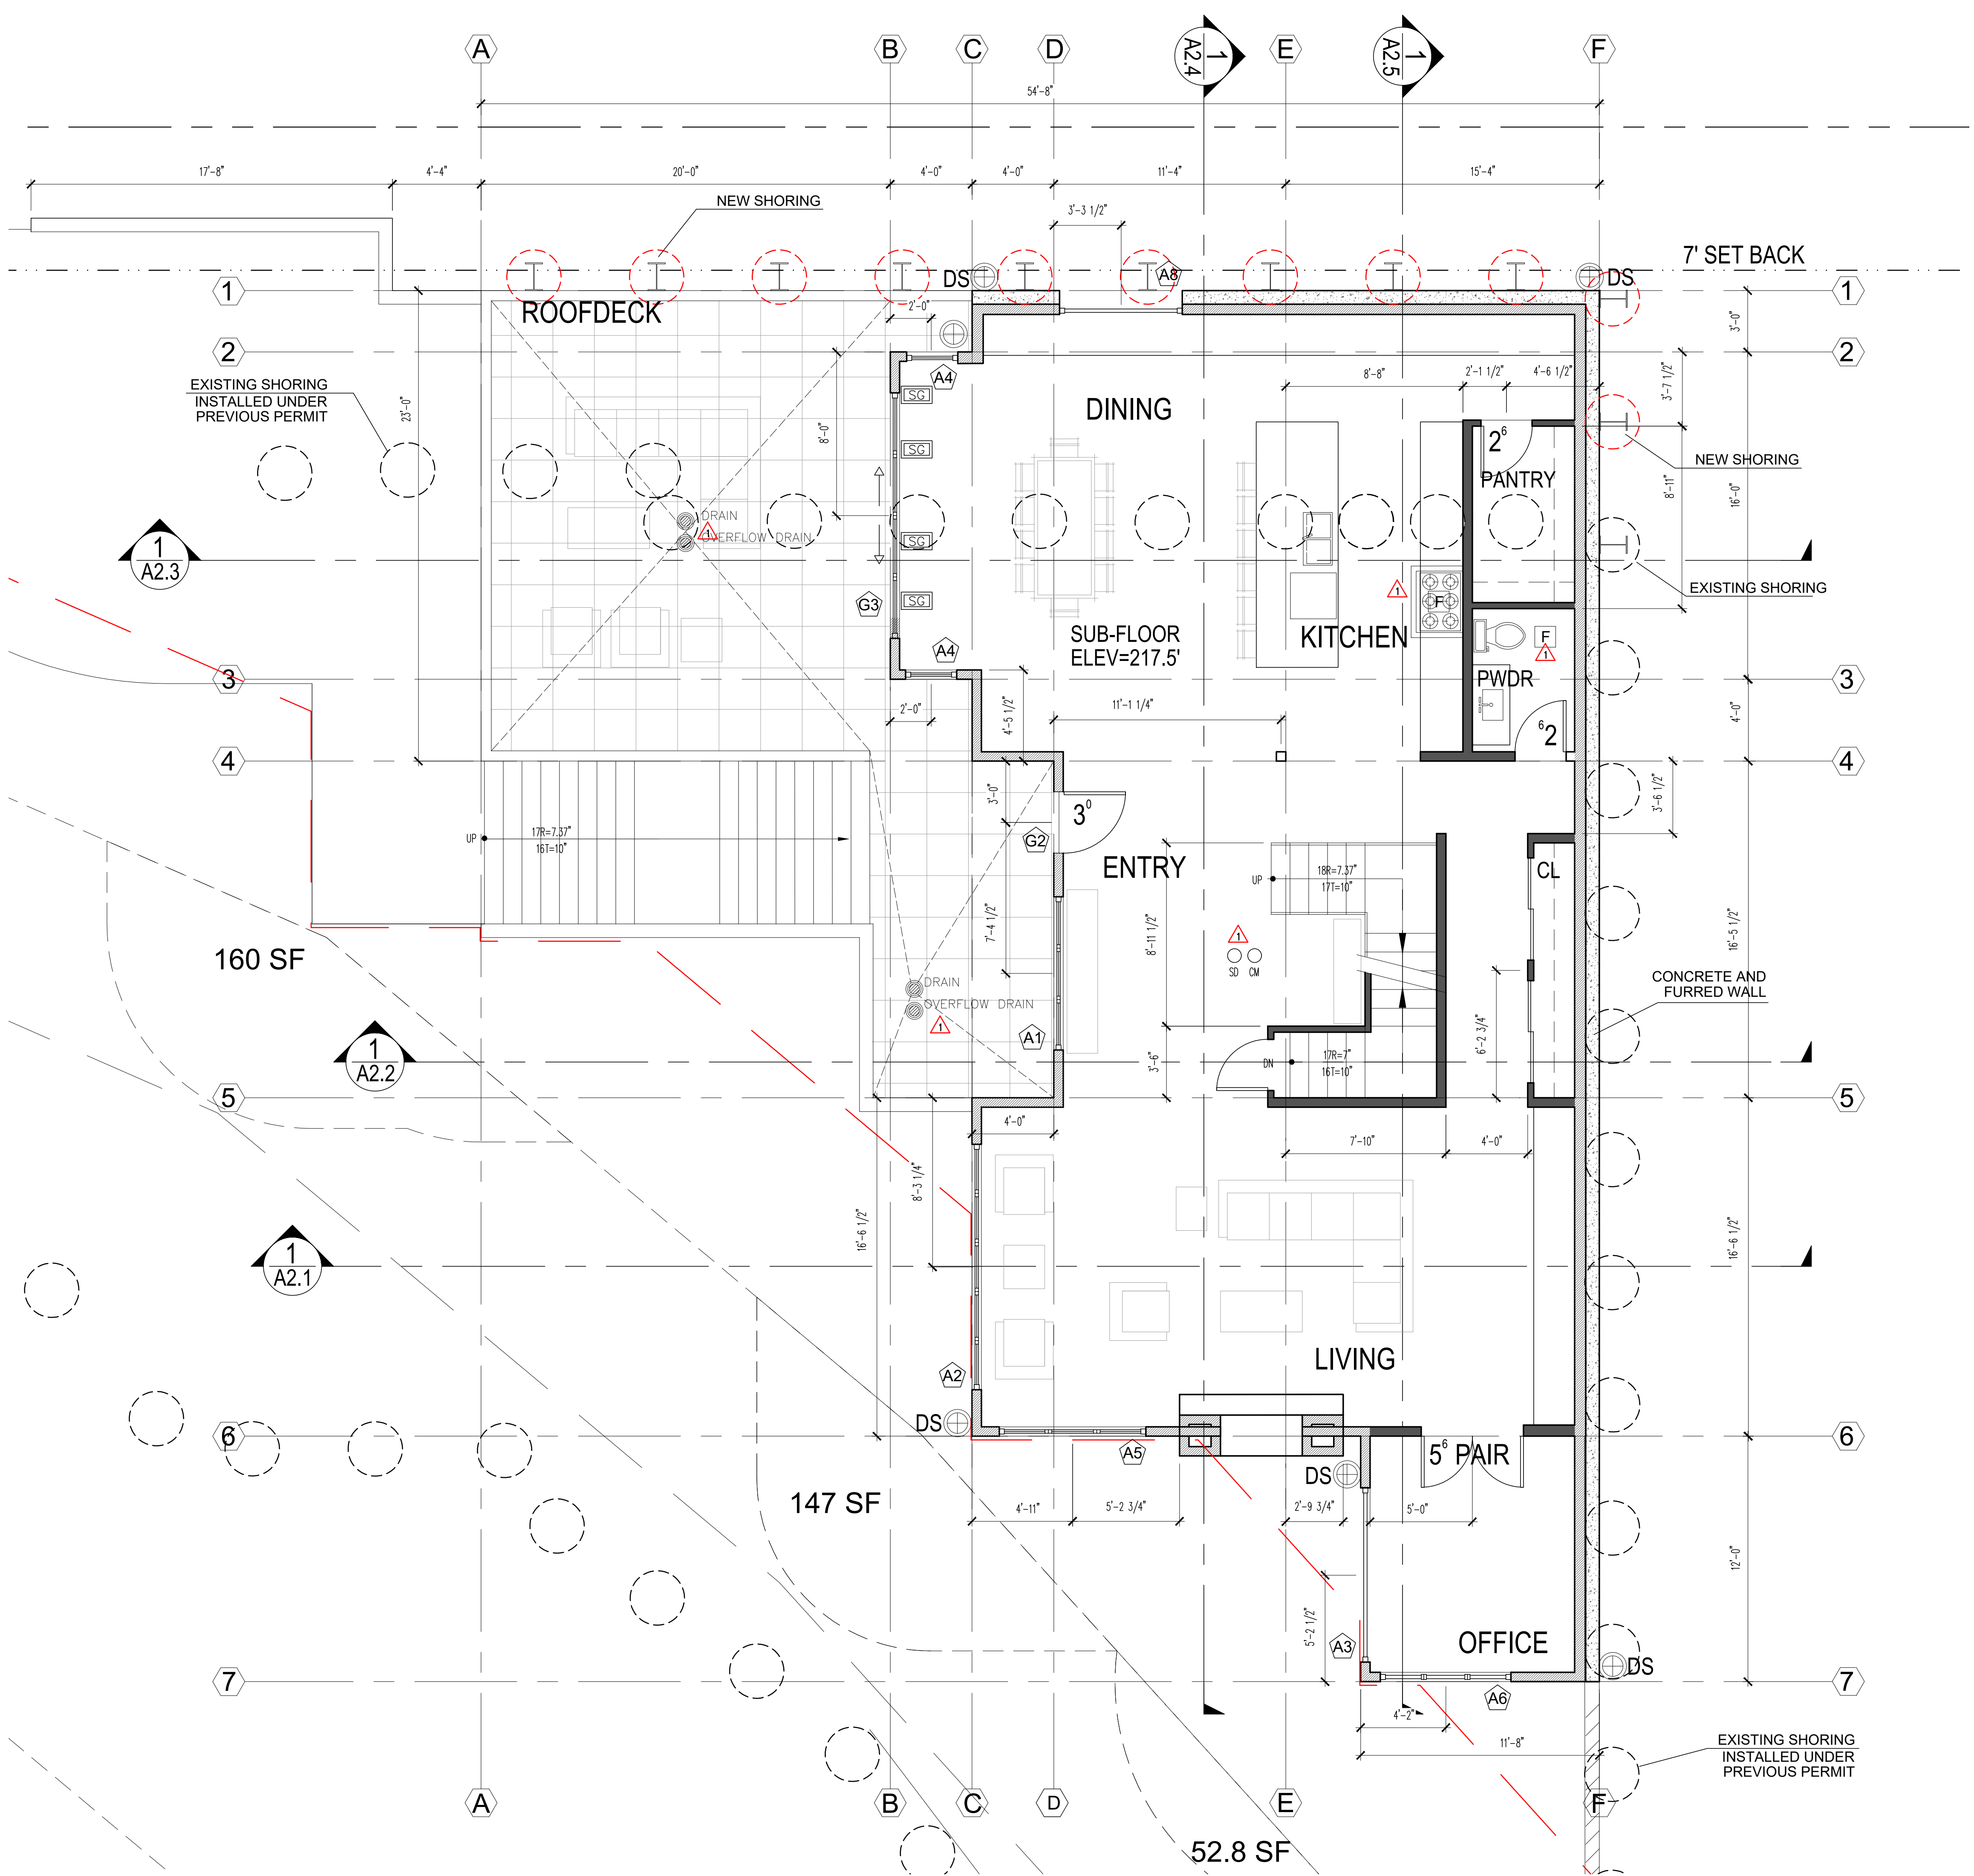 A
B
C
D
1
A2.4
E
1
A2.5
F
54'-8"
17'-8"
4'-4"
20'-0"
4'-0"
4'-0"
11'-4"
15'-4"
NEW SHORING
3'-3 1/2"
7' SET BACK
DS
A8
DS
1
ROOFDECK
2'-0"
1
3'-0"
2
2
EXISTING SHORING
INSTALLED UNDER
PREVIOUS PERMIT
23'-0"
A4
SG
8'-0"
SG
DINING
8'-8"
2'-1 1/2"
4'-6 1/2"
3'-7 1/2"
2⁶
PANTRY
NEW SHORING
8'-11"
16'-0"
DRAIN
1
OVERFLOW DRAIN
SG
1
A2.3
G3
SG
1
F
EXISTING SHORING
SUB-FLOOR
ELEV=217.5'
KITCHEN
F
1
A4
3
PWDR
3
2'-0"
4'-5 1/2"
11'-1 1/4"
⁶2
4'-0"
4
4
3'-0"
3⁰
3'-6 1/2"
UP
17R=7.37"
16T=10"
G2
ENTRY
UP
18R=7.37"
17T=10"
CL
7'-4 1/2"
8'-11 1/2"
16'-5 1/2"
160 SF
1
SD
CM
DRAIN
OVERFLOW DRAIN
1
CONCRETE AND
FURRED WALL
6'-2 3/4"
A1
1
A2.2
3'-6"
DN
17R=7"
16T=10"
5
5
4'-0"
7'-10"
4'-0"
8'-3 1/4"
16'-6 1/2"
16'-6 1/2"
1
A2.1
LIVING
A2
DS
6
6
A5
5⁶ PAIR
DS
147 SF
4'-11"
5'-2 3/4"
2'-9 3/4"
5'-0"
12'-0"
5'-2 1/2"
A3
OFFICE
DS
7
7
A6
4'-2"
11'-8"
EXISTING SHORING
INSTALLED UNDER
PREVIOUS PERMIT
A
B
C
D
E
F
52.8 SF